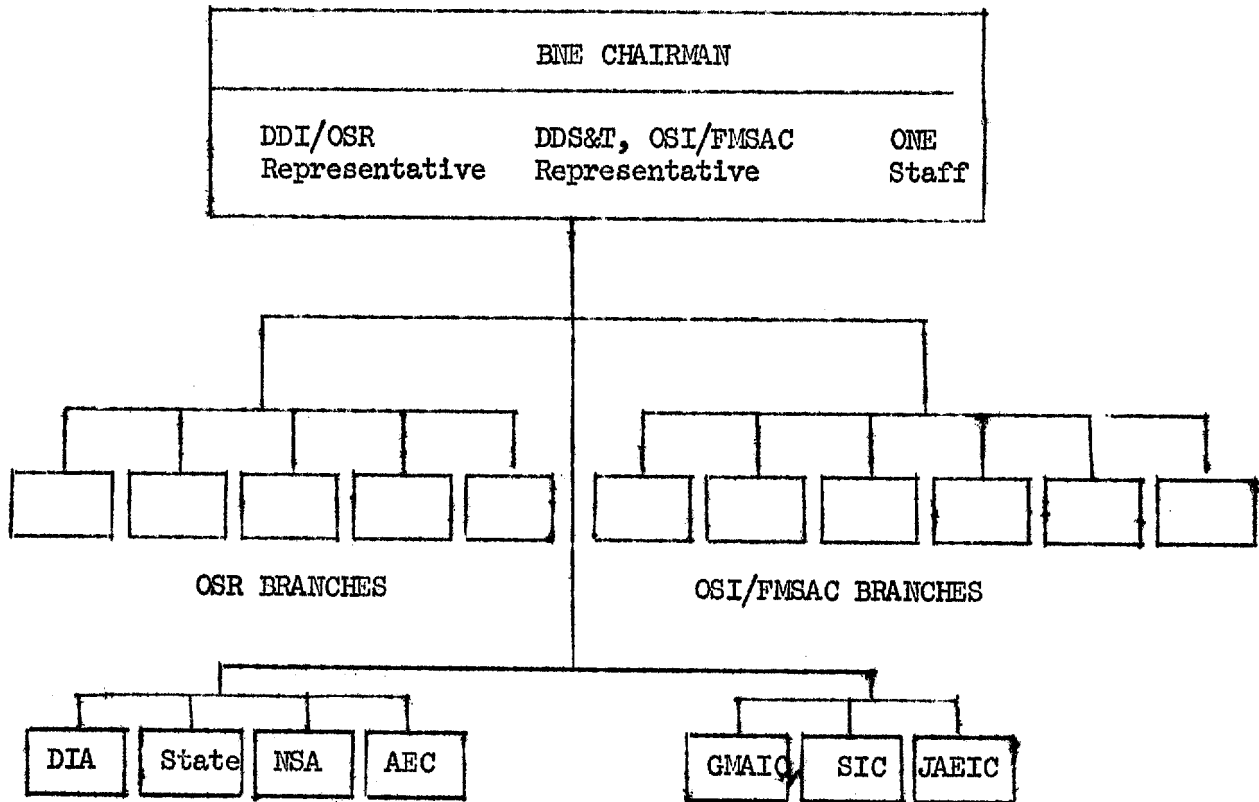 BNE CHAIRMAN
DDI/OSR DDS&T, OSI/FMSAC ONE
Representative Representative Staff
OSR BRANCHES OSI/FMSAC BRANCHES
DIA State NSA AEC GMAIC SIC JAEIC